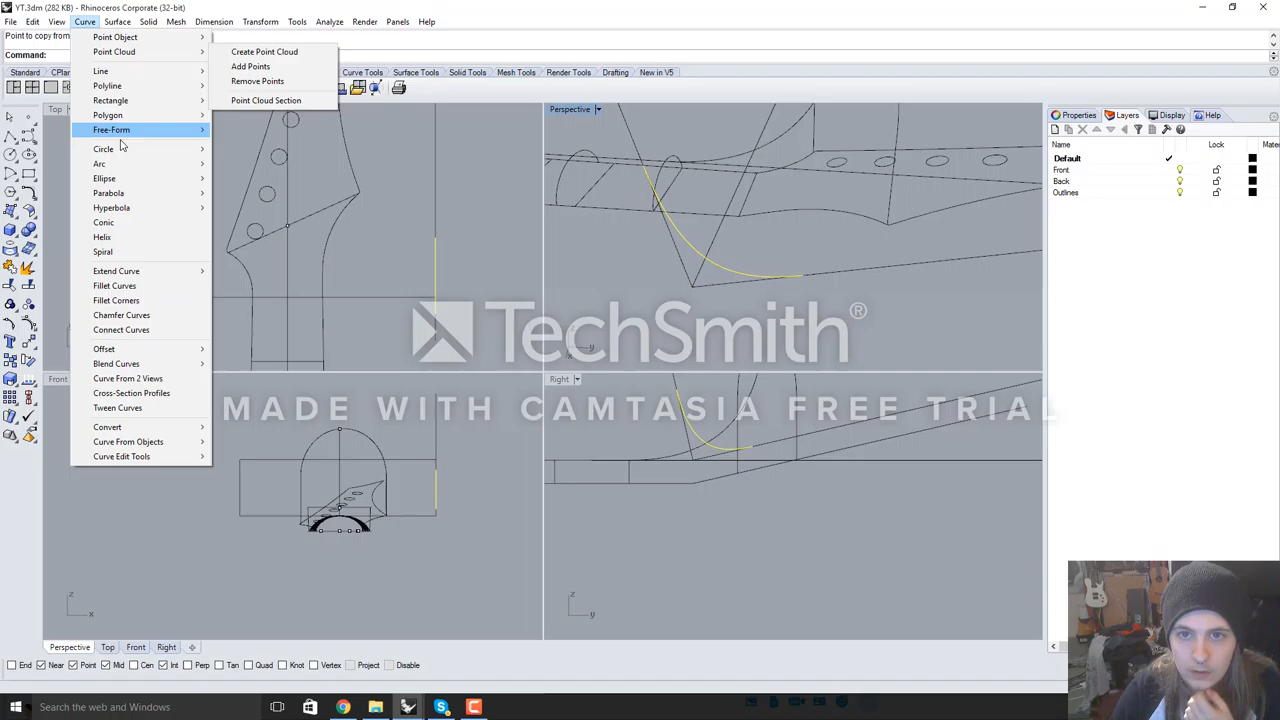 YT.3dm (282 KB) - Rhinoceros Corporate (32-bit)
File Edit View Curve Surface Solid Mesh Dimension Transform Tools Analyze Render Panels Help
Point to copy from
Command:
Standard CPlan Curve Tools Surface Tools Solid Tools Mesh Tools Render Tools Drafting New in V5
Point Object
Point Cloud
Line
Polyline
Rectangle
Polygon
Free-Form
Circle
Arc
Ellipse
Parabola
Hyperbola
Conic
Helix
Spiral
Extend Curve
Fillet Curves
Fillet Corners
Chamfer Curves
Connect Curves
Offset
Blend Curves
Curve From 2 Views
Cross-Section Profiles
Tween Curves
Convert
Curve From Objects
Curve Edit Tools
Create Point Cloud
Add Points
Remove Points
Point Cloud Section
Top
Perspective
Front
Right
z
x
z
y
x
y
z
y
TechSmith®
MADE WITH CAMTASIA FREE TRIAL
Properties Layers Display Help
Name Lock Mate
Default
Front
Back
Outlines
Perspective Top Front Right
End Near Point Mid Cen Int Perp Tan Quad Knot Vertex Project Disable
Search the web and Windows